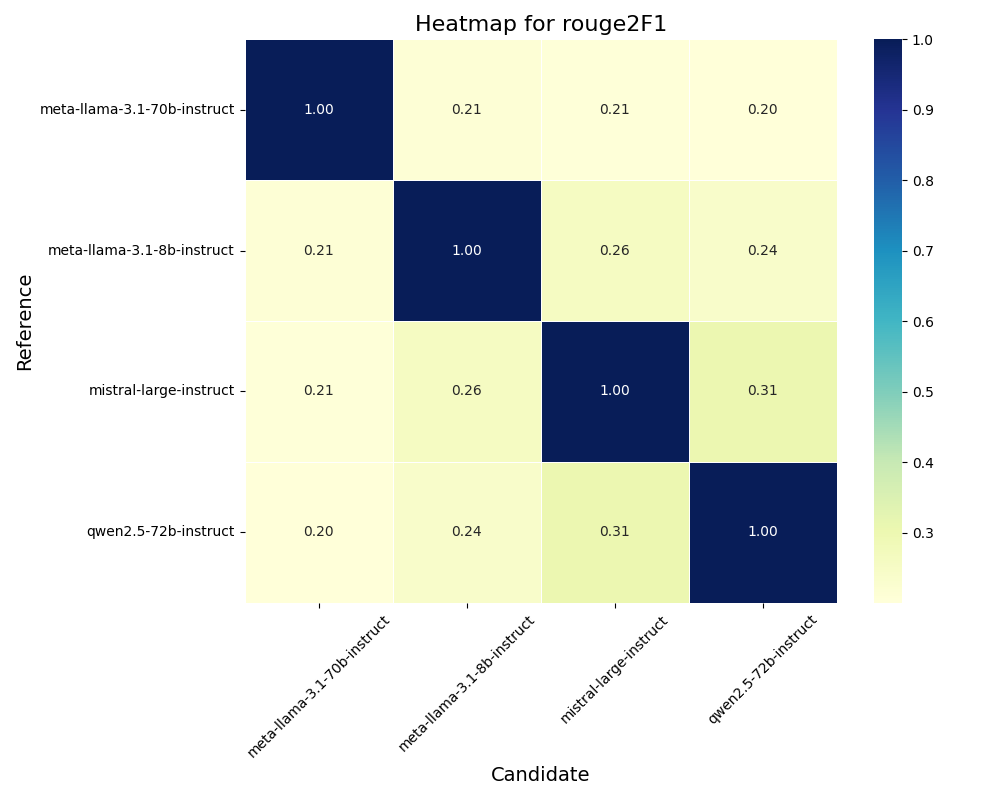 Heatmap for rouge2F1
Reference
meta-llama-3.1-70b-instruct 1.00 0.21 0.21 0.20
meta-llama-3.1-8b-instruct 0.21 1.00 0.26 0.24
mistral-large-instruct 0.21 0.26 1.00 0.31
qwen2.5-72b-instruct 0.20 0.24 0.31 1.00
meta-llama-3.1-70b-instruct
meta-llama-3.1-8b-instruct
mistral-large-instruct
qwen2.5-72b-instruct
Candidate
1.0
0.9
0.8
0.7
0.6
0.5
0.4
0.3